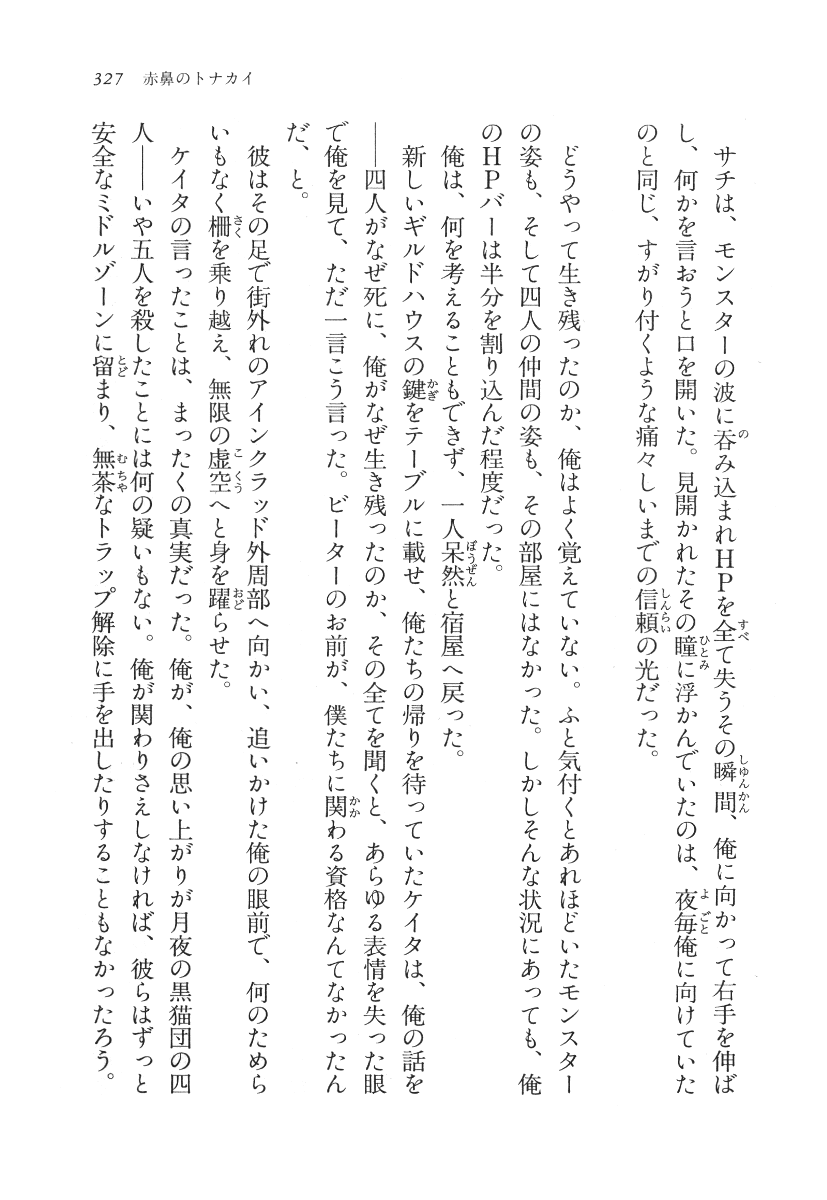 327 赤鼻のトナカイ
サチは、モンスターの波に呑み込まれHPを全て失うその瞬間、俺に向かって右手を伸ば
し、何かを言おうと口を開いた。見開かれたその瞳に浮かんでいたのは、夜毎俺に向けていた
のと同じ、すがり付くような痛々しいまでの信頼の光だった。
どうやって生き残ったのか、俺はよく覚えていない。ふと気付くとあれほどいたモンスター
の姿も、そして四人の仲間の姿も、その部屋にはなかった。しかしそんな状況にあっても、俺
のHPバーは半分を割り込んだ程度だった。
俺は、何を考えることもできず、一人呆然と宿屋へ戻った。
新しいギルドハウスの鍵をテーブルに載せ、俺たちの帰りを待っていたケイタは、俺の話を
――四人がなぜ死に、俺がなぜ生き残ったのか、その全てを聞くと、あらゆる表情を失った眼
で俺を見て、ただ一言こう言った。ビーターのお前が、僕たちに関わる資格なんてなかったん
だ、と。
彼はその足で街外れのアインクラッド外周部へ向かい、追いかけた俺の眼前で、何のためら
いもなく柵を乗り越え、無限の虚空へと身を躍らせた。
ケイタの言ったことは、まったくの真実だった。俺が、俺の思い上がりが月夜の黒猫団の四
人――いや五人を殺したことには何の疑いもない。俺が関わりさえしなければ、彼らはずっと
安全なミドルゾーンに留まり、無茶なトラップ解除に手を出したりすることもなかったろう。